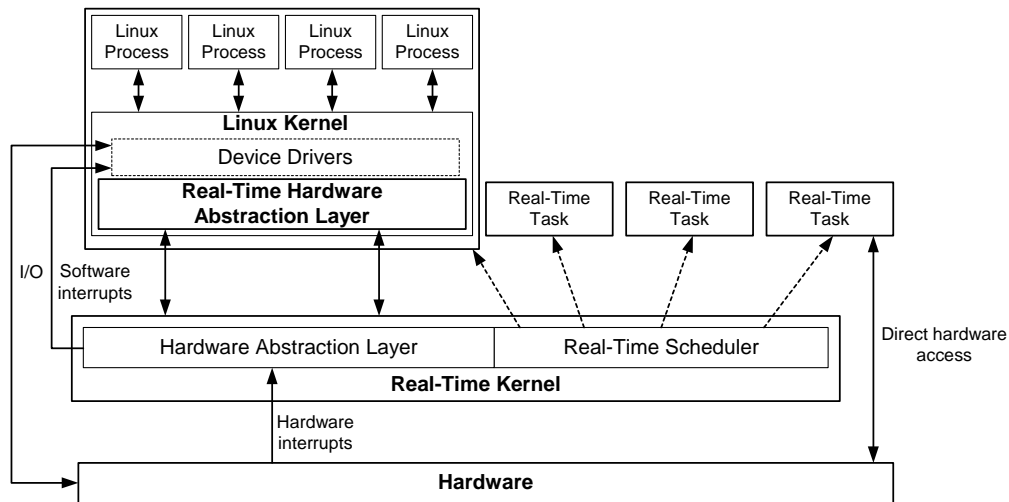 Linux
Process
Linux
Process
Linux
Process
Linux
Process
Linux Kernel
Device Drivers
Real-Time Hardware
Abstraction Layer
Real-Time
Task
Real-Time
Task
Real-Time
Task
I/O
Software
interrupts
Hardware Abstraction Layer
Real-Time Scheduler
Real-Time Kernel
Direct hardware
access
Hardware
interrupts
Hardware